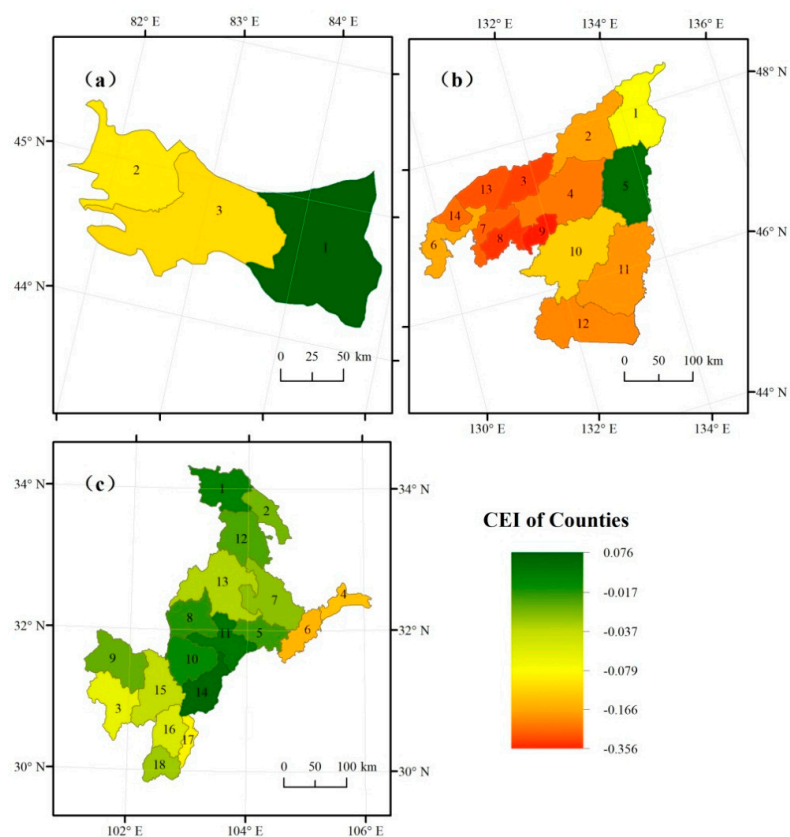 82° E 83° E 84° E
(a)
45° N
44° N
2
3
1
0 25 50 km
132° E 134° E
(b)
48° N
46° N
44° N
1
2
3
13
4
5
14
7
9
6
8
10
11
12
0 50 100 km
130° E 132° E 134° E
(c)
34° N 34° N
32° N 32° N
30° N 30° N
1
2
12
13
4
7
8
11
5
6
9
10
15
14
3
16
17
18
0 50 100 km
102° E 104° E 106° E
CEI of Counties
0.076
-0.017
-0.037
-0.079
-0.166
-0.356